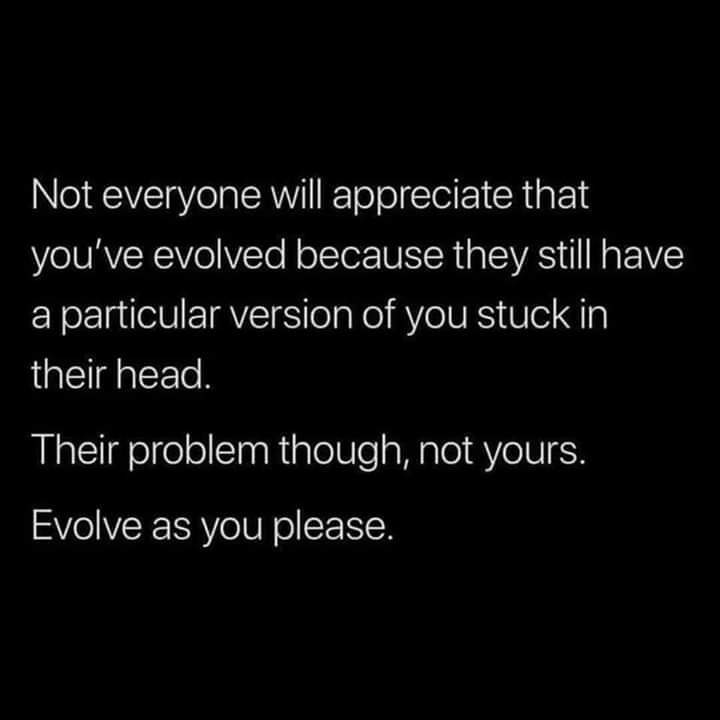 Not everyone will appreciate that
you've evolved because they still have
a particular version of you stuck in
their head.
Their problem though, not yours.
Evolve as you please.